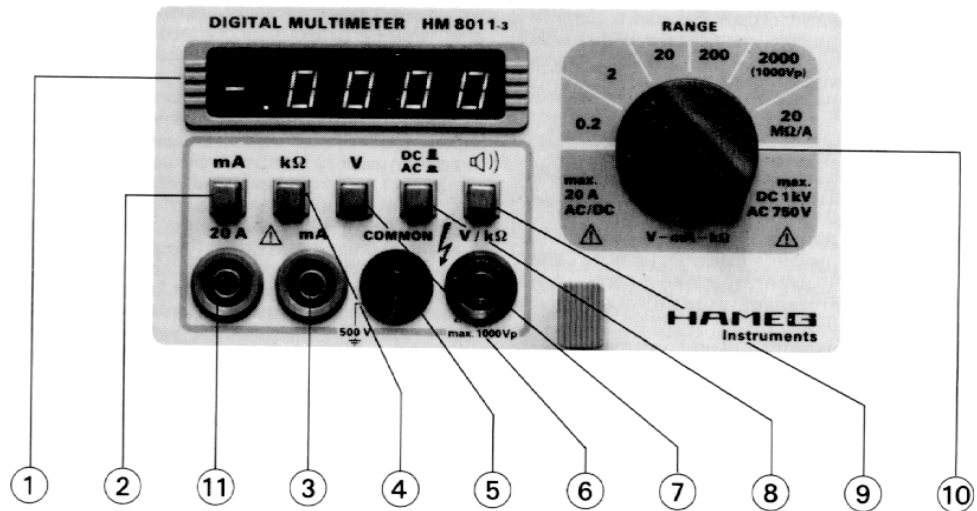 DIGITAL MULTIMETER HM 8011-3
RANGE
-.0000
0.2
2
20
200
2000
(1000Vp)
20
MΩ/A
mA
kΩ
V
DC
AC
max.
20 A
AC/DC
max.
DC 1kV
AC 750V
V–mA–kΩ
20 A
mA
COMMON
V/kΩ
500 V
max. 1000Vp
HAMEG
Instruments
1
2
11
3
4
5
6
7
8
9
10